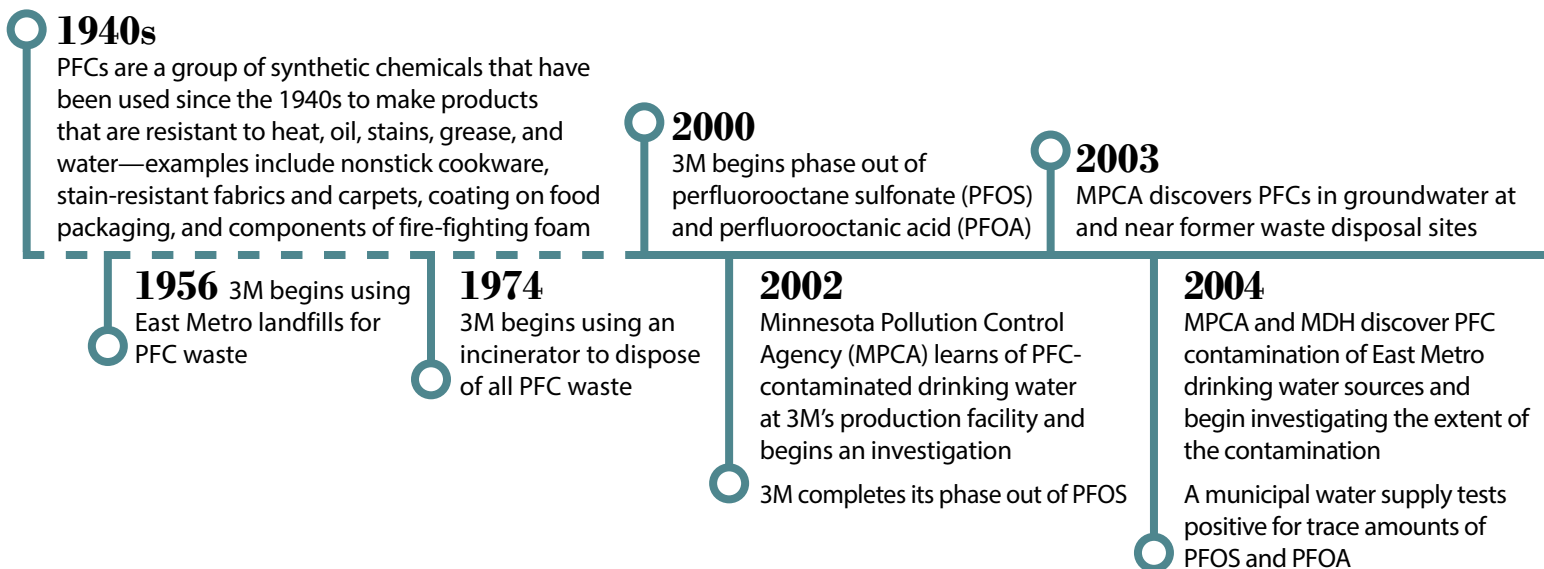 1940s
PFCs are a group of synthetic chemicals that have
been used since the 1940s to make products
that are resistant to heat, oil, stains, grease, and
water—examples include nonstick cookware,
stain-resistant fabrics and carpets, coating on food
packaging, and components of fire-fighting foam
1956 3M begins using
East Metro landfills for
PFC waste
1974
3M begins using an
incinerator to dispose
of all PFC waste
2000
3M begins phase out of
perfluorooctane sulfonate (PFOS)
and perfluorooctanic acid (PFOA)
2002
Minnesota Pollution Control
Agency (MPCA) learns of PFC-
contaminated drinking water
at 3M's production facility and
begins an investigation
3M completes its phase out of PFOS
2003
MPCA discovers PFCs in groundwater at
and near former waste disposal sites
2004
MPCA and MDH discover PFC
contamination of East Metro
drinking water sources and
begin investigating the extent of
the contamination
A municipal water supply tests
positive for trace amounts of
PFOS and PFOA